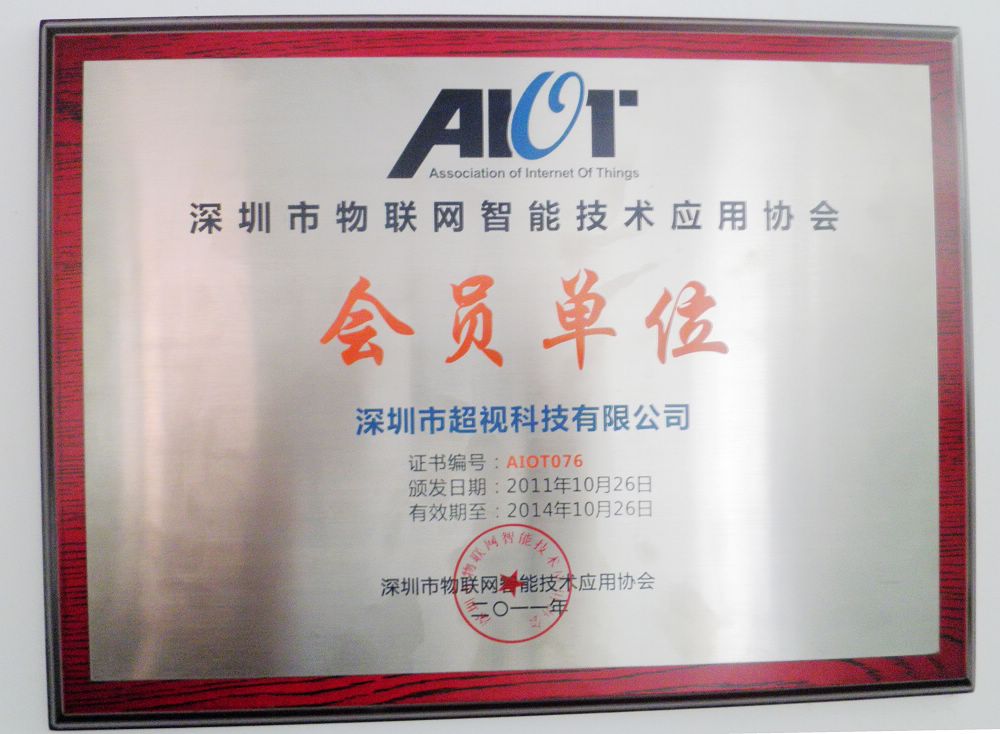 AIOT
Association of Internet Of Things
深圳市物联网智能技术应用协会
会员单位
深圳市超视科技有限公司
证书编号：AIOT076
颁发日期：2011年10月26日
有效期至：2014年10月26日
深圳市物联网智能技术应用协会
二〇一一年